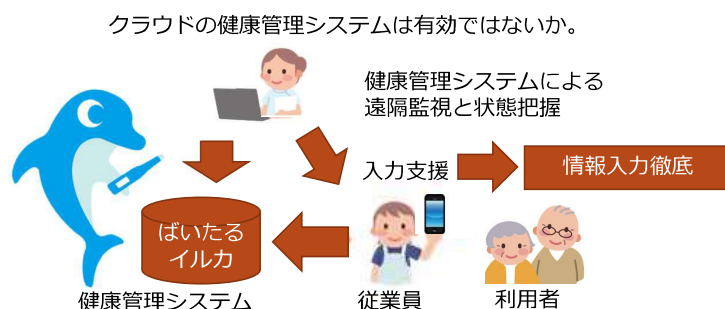 クラウドの健康管理システムは有効ではないか。
健康管理システムによる
遠隔監視と状態把握
入力支援
情報入力徹底
ばいたる
イルカ
健康管理システム
従業員
利用者